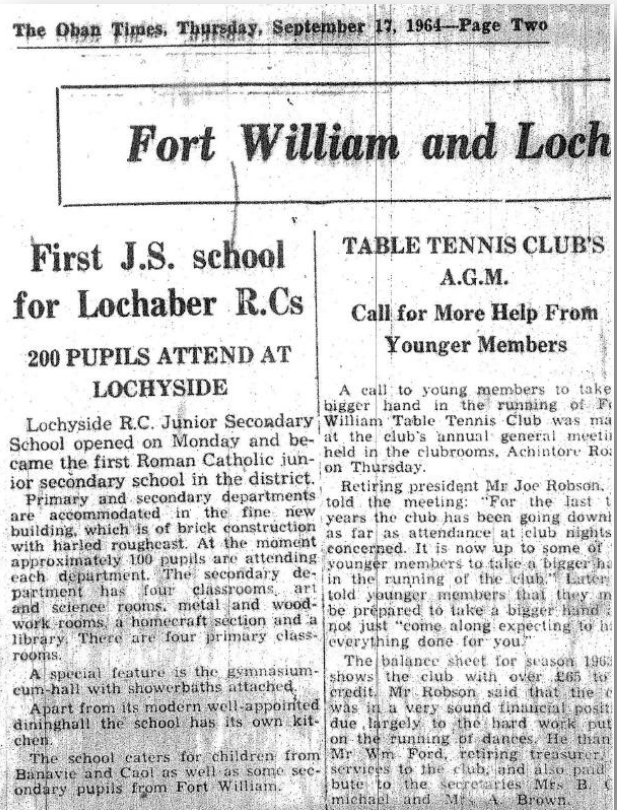 The Oban Times, Thursday, September 17, 1964—Page Two
Fort William and Loch
First J.S. school
for Lochaber R.Cs
200 PUPILS ATTEND AT
LOCHYSIDE
Lochyside R.C. Junior Secondary
School opened on Monday and be-
came the first Roman Catholic jun-
ior secondary school in the district.
Primary and secondary departments
are accommodated in the fine new
building, which is of brick construction
with harled roughcast. At the moment
approximately 100 pupils are attending
each department. The secondary de-
partment has four classrooms, art
and science rooms, metal and wood-
work rooms, a homecraft section and a
library. There are four primary class-
rooms.
A special feature is the gymnasium-
cum-hall with showerbaths attached.
Apart from its modern well-appointed
dininghall the school has its own kit-
chen.
The school caters for children from
Banavie and Caol as well as some sec-
ondary pupils from Fort William.
TABLE TENNIS CLUB'S
A.G.M.
Call for More Help From
Younger Members
A call to young members to take
bigger hand in the running of F
William Table Tennis Club was ma
at the club's annual general meeti
held in the clubrooms, Achintore Ro
on Thursday.
Retiring president Mr Joe Robson,
told the meeting: "For the last t
years the club has been going down
as far as attendance at club nights
concerned. It is now up to some of
younger members to take a bigger ha
in the running of the club." Later
told younger members that they m
be prepared to take a bigger hand
not just "come along expecting to h
everything done for you."
The balance sheet for season 196
shows the club with over £65 to
credit. Mr Robson said that the c
was in a very sound financial posit
due largely to the hard work put
on the running of dances. He than
Mr Wm. Ford, retiring treasurer,
services to the club, and also paid
bute to the secretaries Mrs B. C
michael and Mrs A. Brown.